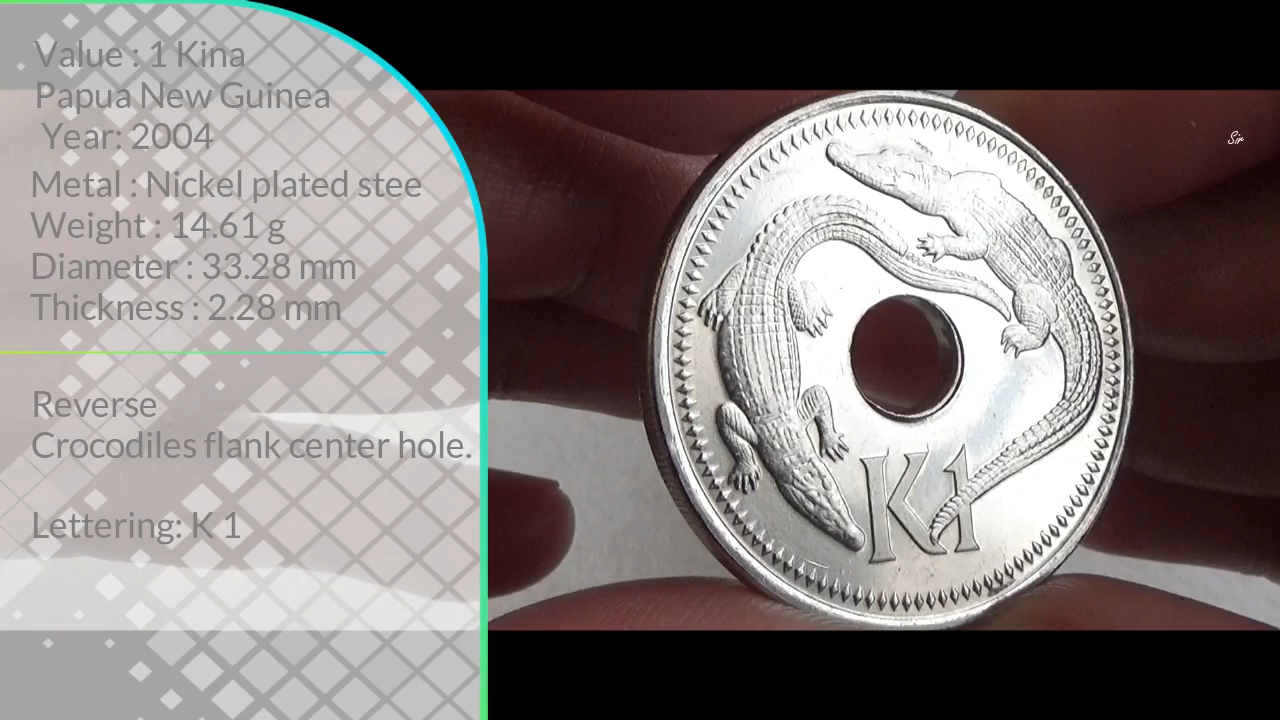 Value : 1 Kina
Papua New Guinea
Year: 2004
Metal : Nickel plated stee
Weight : 14.61 g
Diameter : 33.28 mm
Thickness : 2.28 mm
Reverse
Crocodiles flank center hole.
Lettering: K 1
Sir
K1